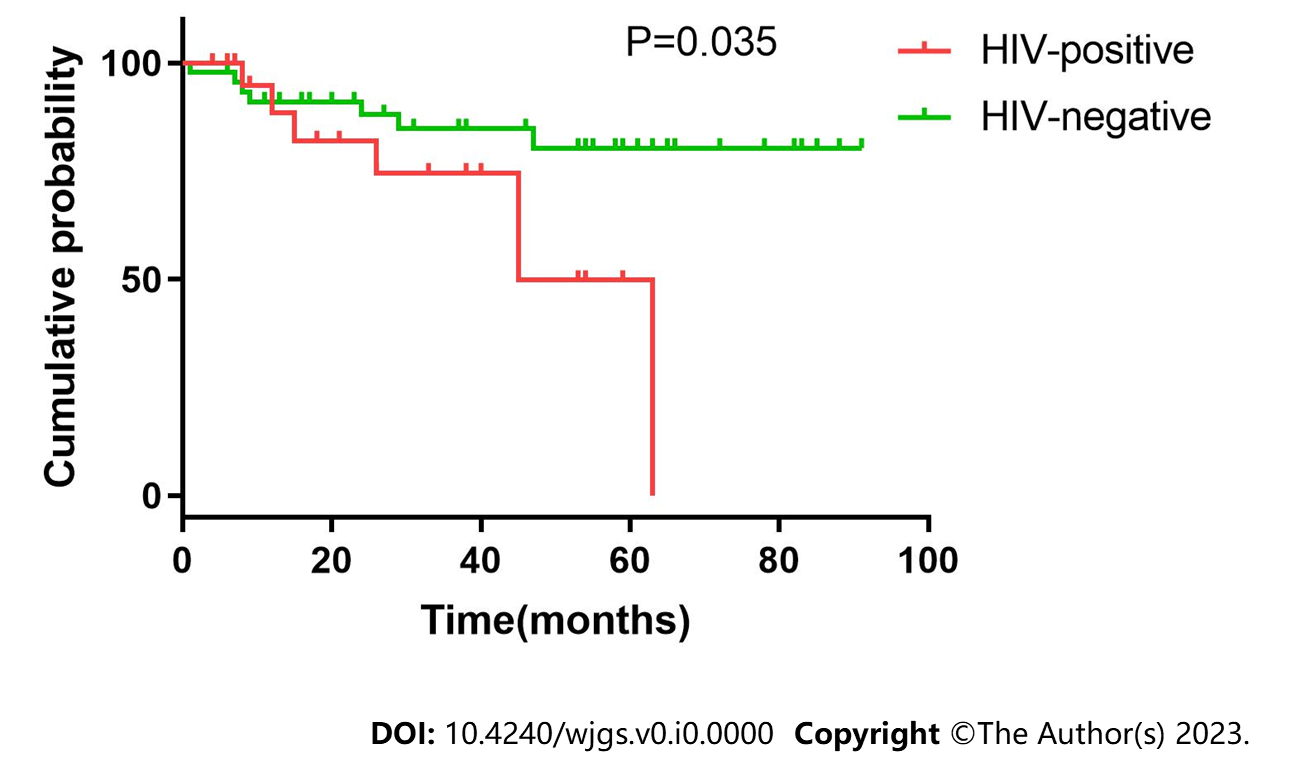 P=0.035
HIV-positive
HIV-negative
Cumulative probability
100
50
0
0 20 40 60 80 100
Time(months)
DOI: 10.4240/wjgs.v0.i0.0000 Copyright ©The Author(s) 2023.